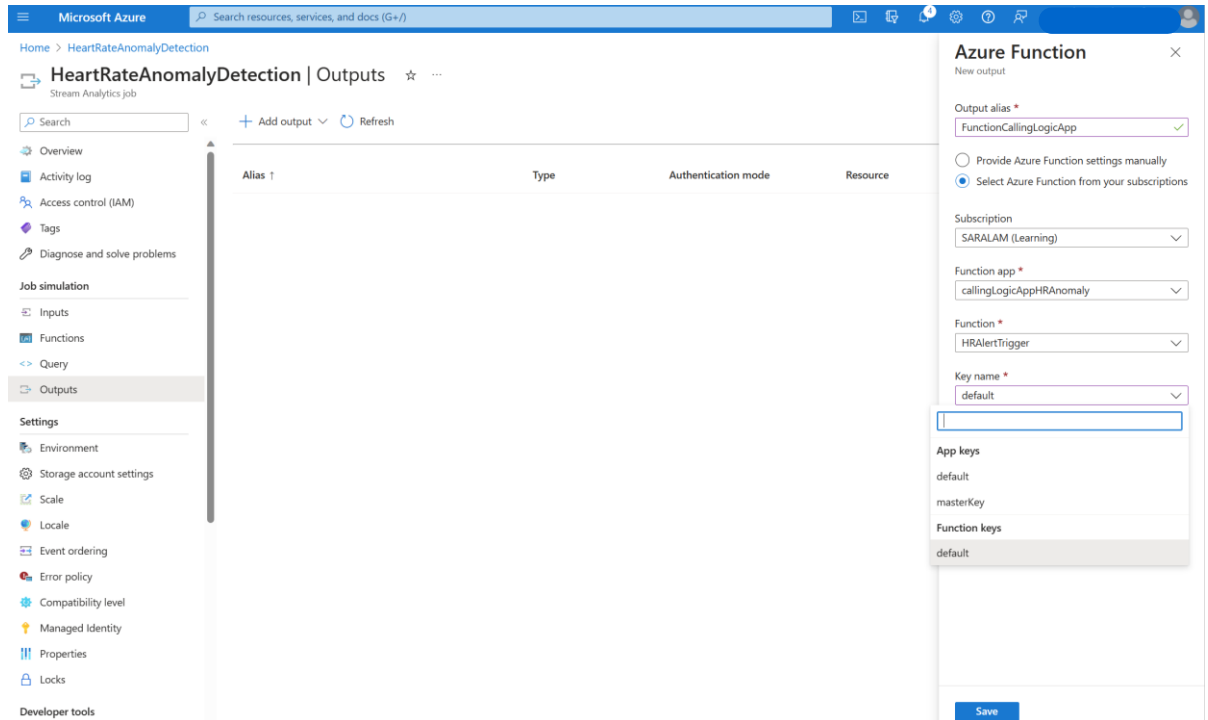 Microsoft Azure
Search resources, services, and docs (G+/)
4
Home > HeartRateAnomalyDetection
HeartRateAnomalyDetection | Outputs
Stream Analytics job
Search
Add output
Refresh
Overview
Activity log
Access control (IAM)
Tags
Diagnose and solve problems
Job simulation
Inputs
Functions
Query
Outputs
Settings
Environment
Storage account settings
Scale
Locale
Event ordering
Error policy
Compatibility level
Managed Identity
Properties
Locks
Developer tools
Alias ↑ Type Authentication mode Resource
Azure Function
New output
Output alias *
FunctionCallingLogicApp
Provide Azure Function settings manually
Select Azure Function from your subscriptions
Subscription
SARALAM (Learning)
Function app *
callingLogicAppHRAnomaly
Function *
HRAlertTrigger
Key name *
default
App keys
default
masterKey
Function keys
default
Save